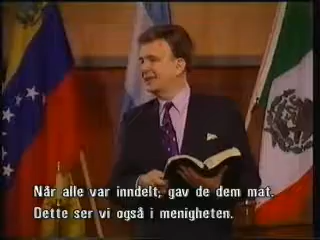 Når alle var inndelt, gav de dem mat.
Dette ser vi også i menigheten.